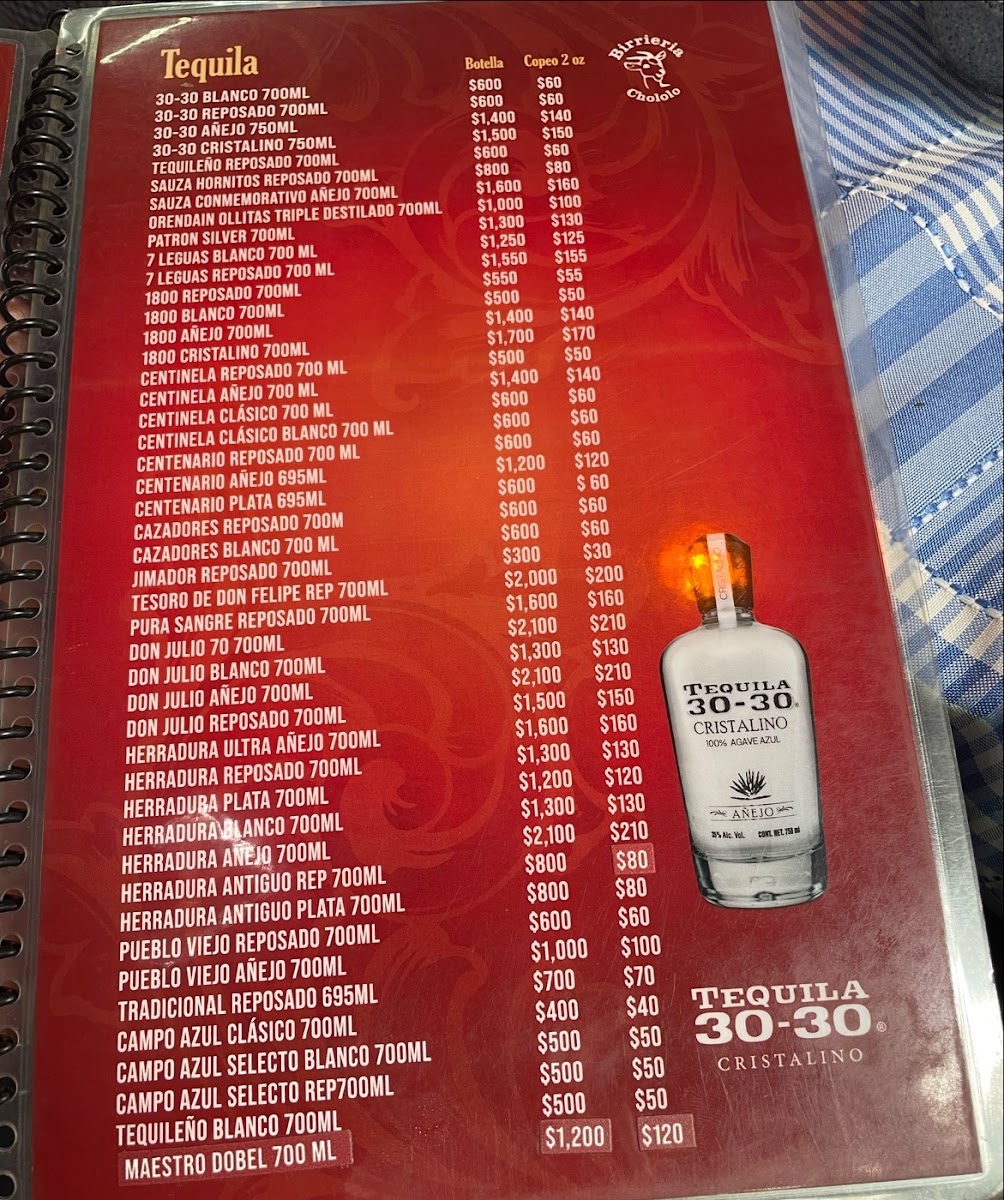 Birrieria
Chololo
Tequila Botella Copeo 2 oz
30-30 BLANCO 700ML $600 $60
30-30 REPOSADO 700ML $600 $60
30-30 AÑEJO 750ML $1,400 $140
30-30 CRISTALINO 750ML $1,500 $150
TEQUILEÑO REPOSADO 700ML $600 $60
SAUZA HORNITOS REPOSADO 700ML $800 $80
SAUZA CONMEMORATIVO AÑEJO 700ML $1,600 $160
ORENDAIN OLLITAS TRIPLE DESTILADO 700ML $1,000 $100
PATRON SILVER 700ML $1,300 $130
7 LEGUAS BLANCO 700 ML $1,250 $125
7 LEGUAS REPOSADO 700 ML $1,550 $155
1800 REPOSADO 700ML $550 $55
1800 BLANCO 700ML $500 $50
1800 AÑEJO 700ML $1,400 $140
1800 CRISTALINO 700ML $1,700 $170
CENTINELA REPOSADO 700 ML $500 $50
CENTINELA AÑEJO 700 ML $1,400 $140
CENTINELA CLÁSICO 700 ML $600 $60
CENTINELA CLÁSICO BLANCO 700 ML $600 $60
CENTENARIO REPOSADO 700 ML $600 $60
CENTENARIO AÑEJO 695ML $1,200 $120
CENTENARIO PLATA 695ML $600 $ 60
CAZADORES REPOSADO 700M $600 $60
CAZADORES BLANCO 700 ML $600 $60
JIMADOR REPOSADO 700ML $300 $30
TESORO DE DON FELIPE REP 700ML $2,000 $200
PURA SANGRE REPOSADO 700ML $1,600 $160
DON JULIO 70 700ML $2,100 $210
DON JULIO BLANCO 700ML $1,300 $130
DON JULIO AÑEJO 700ML $2,100 $210
DON JULIO REPOSADO 700ML $1,500 $150
HERRADURA ULTRA AÑEJO 700ML $1,600 $160
HERRADURA REPOSADO 700ML $1,300 $130
HERRADURA PLATA 700ML $1,200 $120
HERRADURA BLANCO 700ML $1,300 $130
HERRADURA AÑEJO 700ML $2,100 $210
HERRADURA ANTIGUO REP 700ML $800 $80
HERRADURA ANTIGUO PLATA 700ML $800 $80
PUEBLO VIEJO REPOSADO 700ML $600 $60
PUEBLO VIEJO AÑEJO 700ML $1,000 $100
TRADICIONAL REPOSADO 695ML $700 $70
CAMPO AZUL CLÁSICO 700ML $400 $40
CAMPO AZUL SELECTO BLANCO 700ML $500 $50
CAMPO AZUL SELECTO REP700ML $500 $50
TEQUILEÑO BLANCO 700ML $500 $50
MAESTRO DOBEL 700 ML $1,200 $120
CRISTALINO
TEQUILA
30-30®
CRISTALINO
100% AGAVE AZUL
AÑEJO
35% Alc. Vol. CONT. NET. 750 ml
TEQUILA
30-30®
CRISTALINO